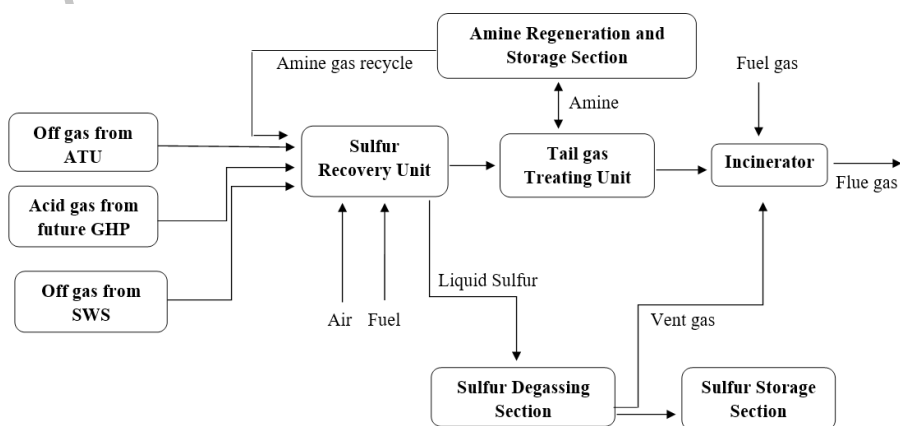 Amine Regeneration and
Storage Section
Amine gas recycle
Fuel gas
Amine
Off gas from
ATU
Sulfur
Recovery Unit
Tail gas
Treating Unit
Incinerator
Flue gas
Acid gas from
future GHP
Off gas from
SWS
Liquid Sulfur
Air
Fuel
Vent gas
Sulfur Degassing
Section
Sulfur Storage
Section